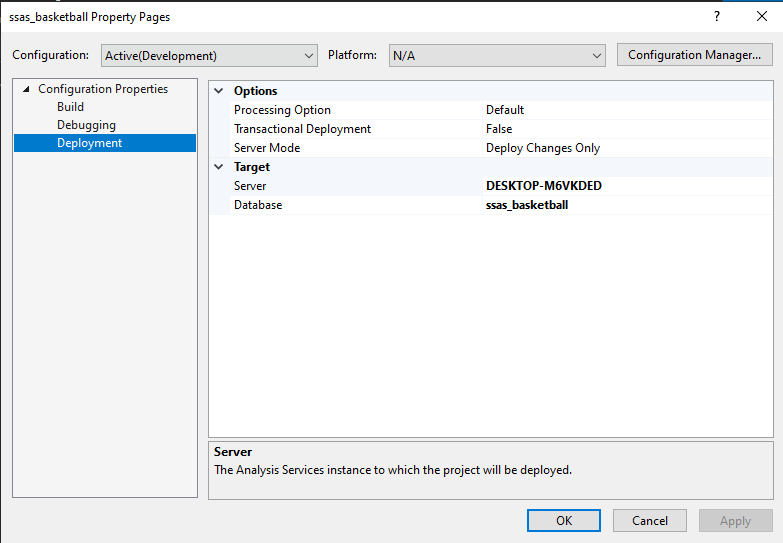 ssas_basketball Property Pages ?
Configuration: Active(Development) Platform: N/A Configuration Manager...
Configuration Properties
Build
Debugging
Deployment
Options
Processing Option Default
Transactional Deployment False
Server Mode Deploy Changes Only
Target
Server DESKTOP-M6VKDED
Database ssas_basketball
Server
The Analysis Services instance to which the project will be deployed.
OK Cancel Apply